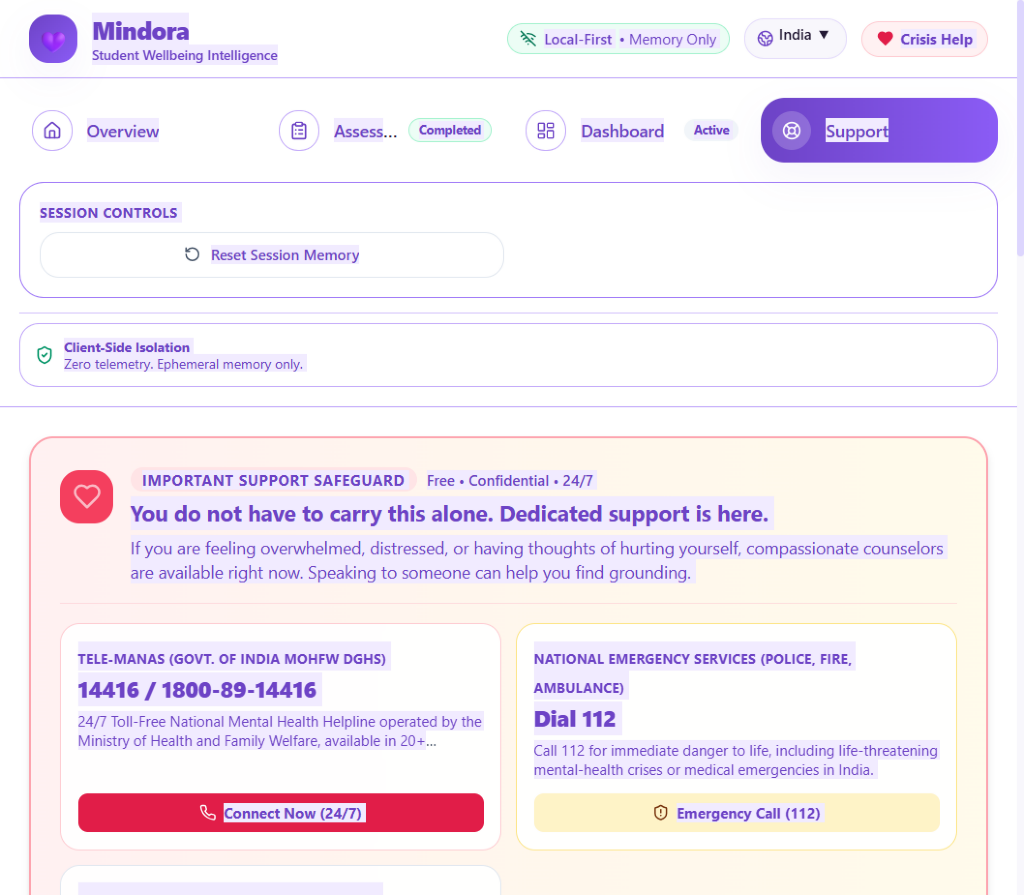 Mindora
Student Wellbeing Intelligence
Local-First • Memory Only
India ▼
Crisis Help
Overview
Assess...
Completed
Dashboard
Active
Support
SESSION CONTROLS
Reset Session Memory
Client-Side Isolation
Zero telemetry. Ephemeral memory only.
IMPORTANT SUPPORT SAFEGUARD
Free • Confidential • 24/7
You do not have to carry this alone. Dedicated support is here.
If you are feeling overwhelmed, distressed, or having thoughts of hurting yourself, compassionate counselors
are available right now. Speaking to someone can help you find grounding.
TELE-MANAS (GOVT. OF INDIA MOHFW DGHS)
14416 / 1800-89-14416
24/7 Toll-Free National Mental Health Helpline operated by the
Ministry of Health and Family Welfare, available in 20+...
Connect Now (24/7)
NATIONAL EMERGENCY SERVICES (POLICE, FIRE,
AMBULANCE)
Dial 112
Call 112 for immediate danger to life, including life-threatening
mental-health crises or medical emergencies in India.
Emergency Call (112)